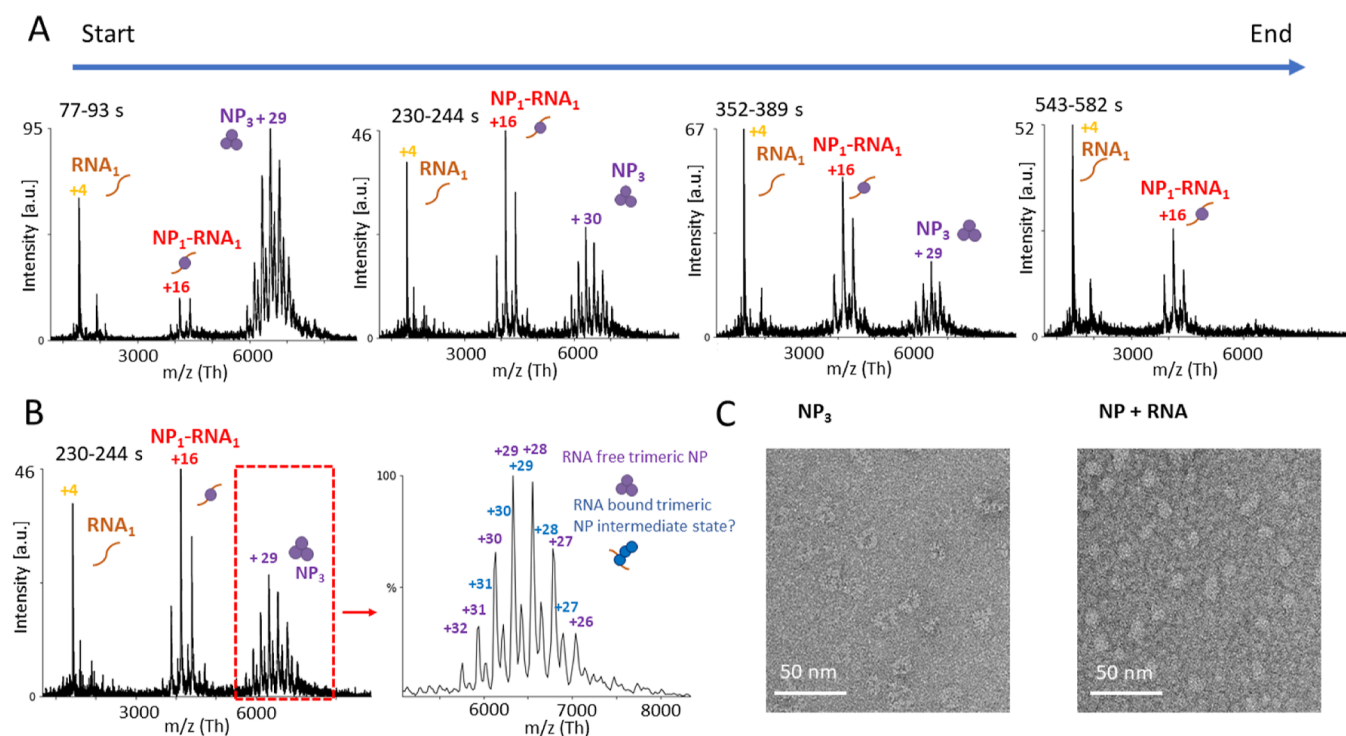 A
Start
End
77-93 s
95
Intensity [a.u.]
0
+4
RNA₁
NP₁-RNA₁
+16
NP₃ + 29
3000
6000
m/z (Th)
230-244 s
46
Intensity [a.u.]
0
+4
RNA₁
NP₁-RNA₁
+16
NP₃
+ 30
3000
6000
m/z (Th)
352-389 s
67
Intensity [a.u.]
0
+4
RNA₁
NP₁-RNA₁
+16
NP₃
+ 29
3000
6000
m/z (Th)
543-582 s
52
Intensity [a.u.]
0
+4
RNA₁
NP₁-RNA₁
+16
3000
6000
m/z (Th)
B
230-244 s
46
Intensity [a.u.]
0
+4
RNA₁
NP₁-RNA₁
+16
+ 29
NP₃
3000
6000
m/z (Th)
100
%
0
+32
+31
+31
+30
+30
+29
+29
+28
+28
+27
+27
+26
RNA free trimeric NP
RNA bound trimeric
NP intermediate state?
6000
7000
8000
m/z (Th)
C
NP₃
50 nm
NP + RNA
50 nm